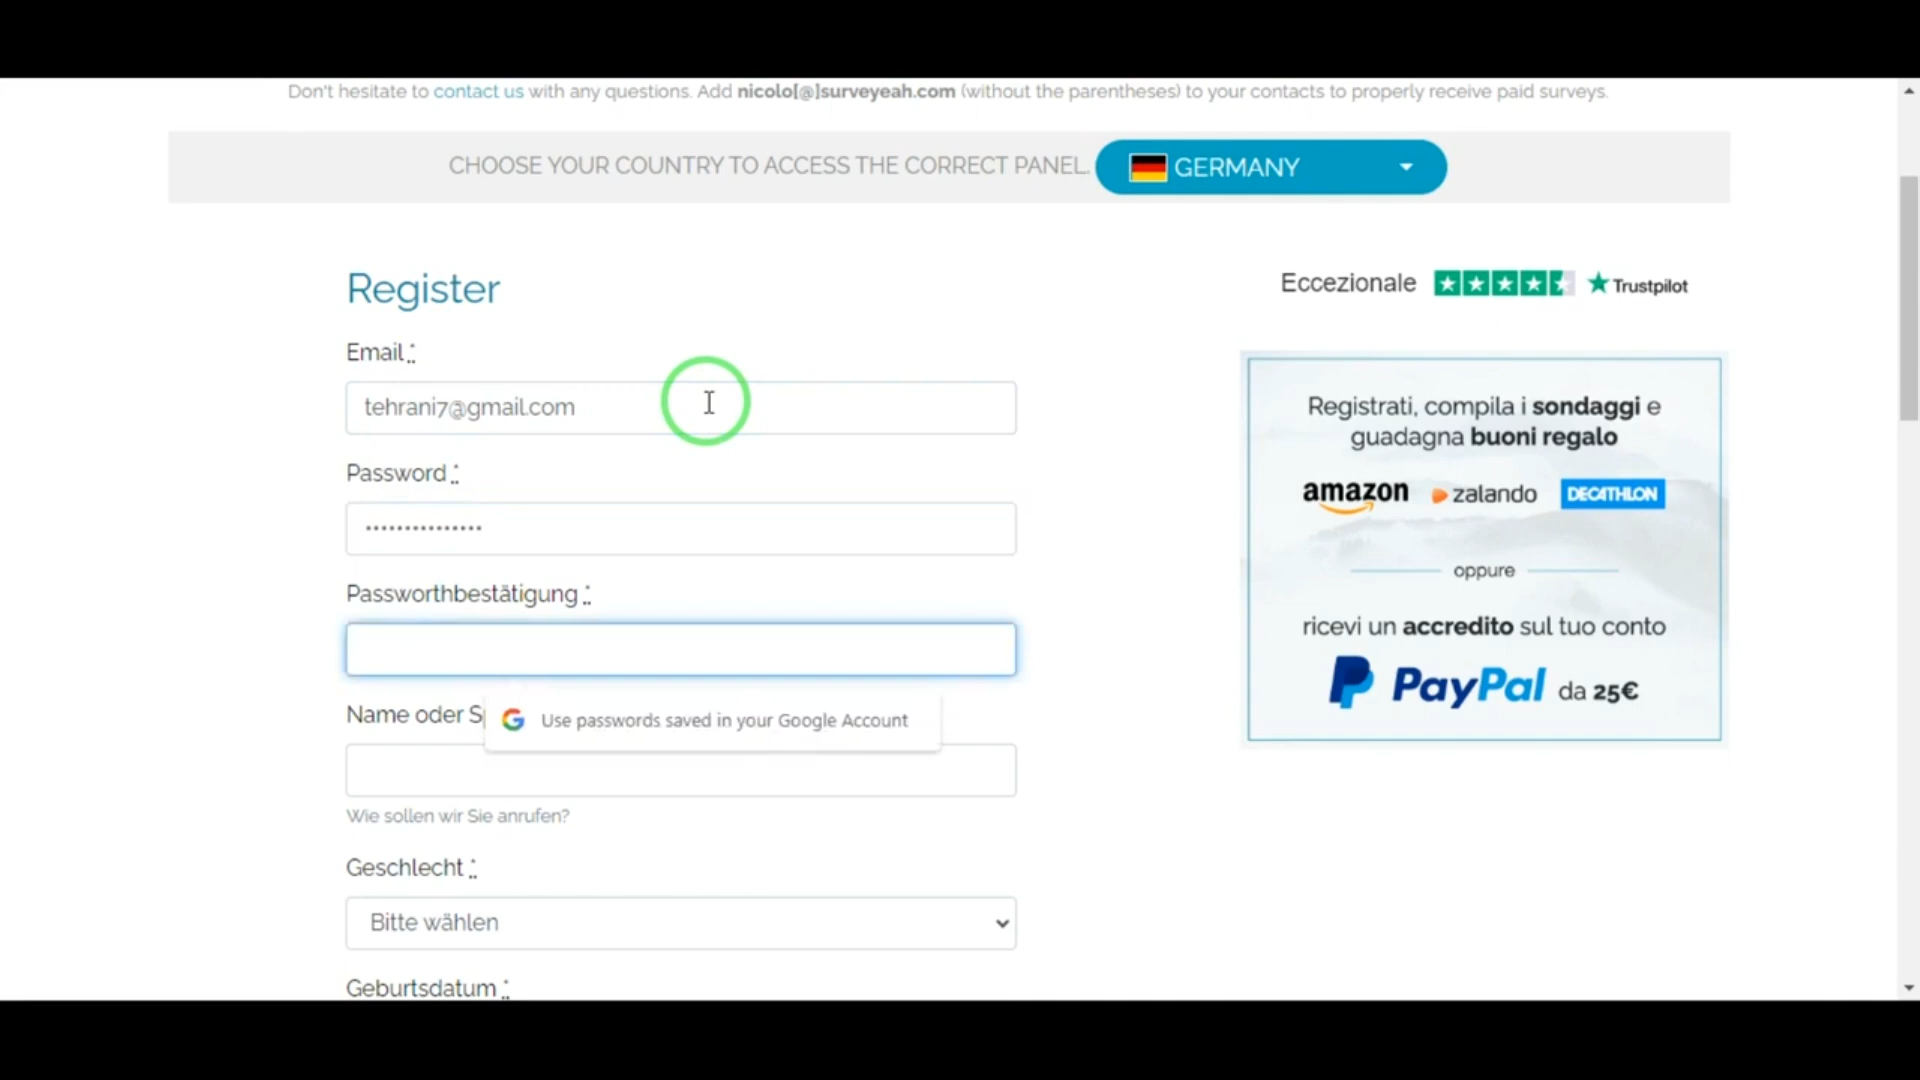 Don't hesitate to contact us with any questions. Add nicolo[@]surveyeah.com (without the parentheses) to your contacts to properly receive paid surveys.
CHOOSE YOUR COUNTRY TO ACCESS THE CORRECT PANEL.
GERMANY
Register
Email *
tehrani7@gmail.com
Password *
•••••••••••••••
Passworthbestätigung *
Name oder
Use passwords saved in your Google Account
Wie sollen wir Sie anrufen?
Geschlecht *
Bitte wählen
Geburtsdatum *
Eccezionale
Trustpilot
Registrati, compila i sondaggi e
guadagna buoni regalo
amazon zalando DECATHLON
oppure
ricevi un accredito sul tuo conto
PayPal da 25€